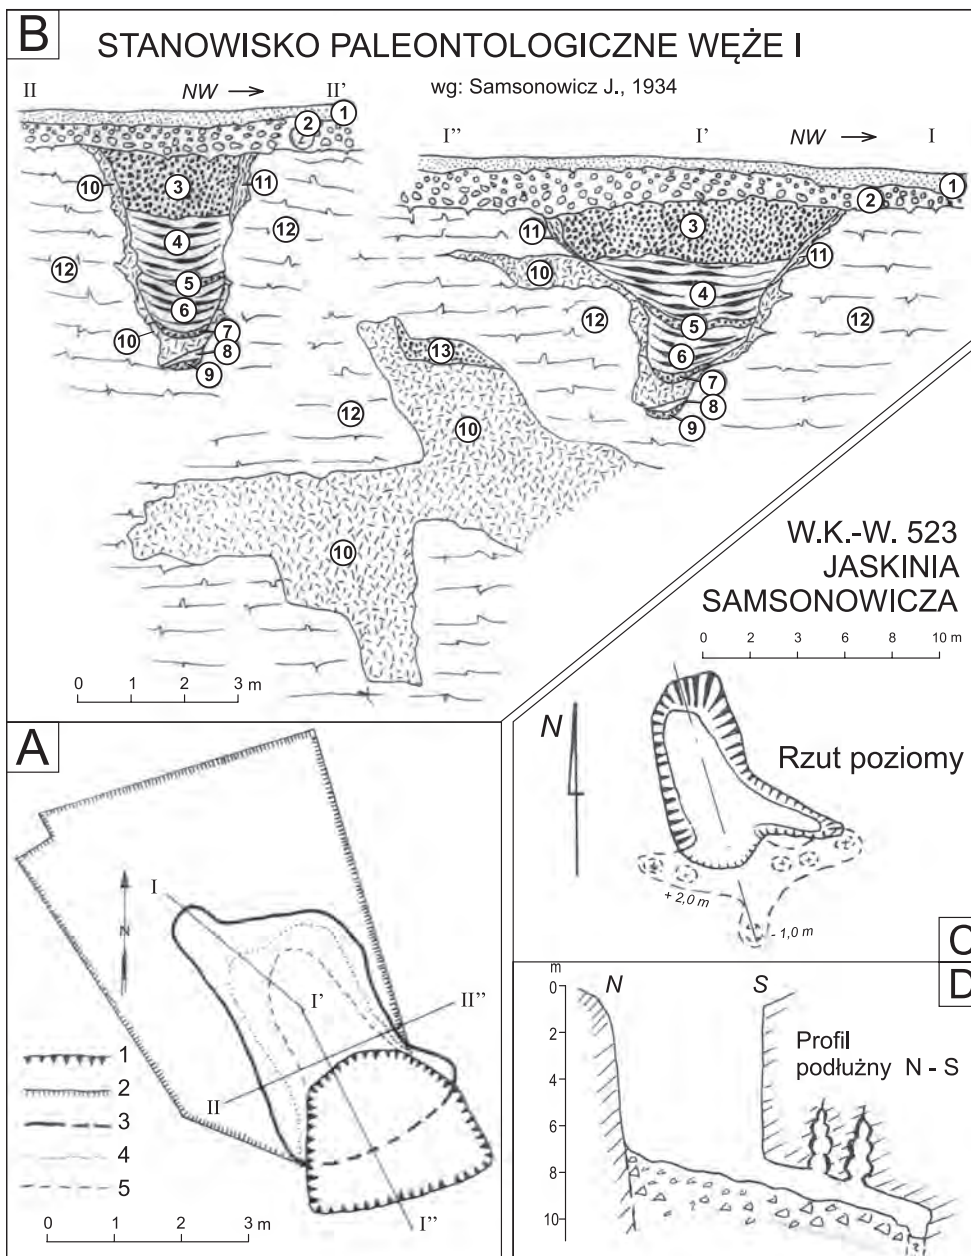 B
STANOWISKO PALEONTOLOGICZNE WĘŻE I
wg: Samsonowicz J., 1934
II NW II'
1
2
3
10
11
4
12
12
5
6
10
7
8
9
I'' I' NW I
1
2
3
11
11
10
4
12
12
5
6
7
8
9
13
12
10
10
0 1 2 3 m
W.K.-W. 523
JASKINIA
SAMSONOWICZA
0 2 3 6 8 10 m
N
Rzut poziomy
+ 2,0 m
- 1,0 m
C
A
I
N
I'
II''
II
I''
1
2
3
4
5
0 1 2 3 m
D
m
N S
0
2
4
6
8
10
Profil
podłużny N - S